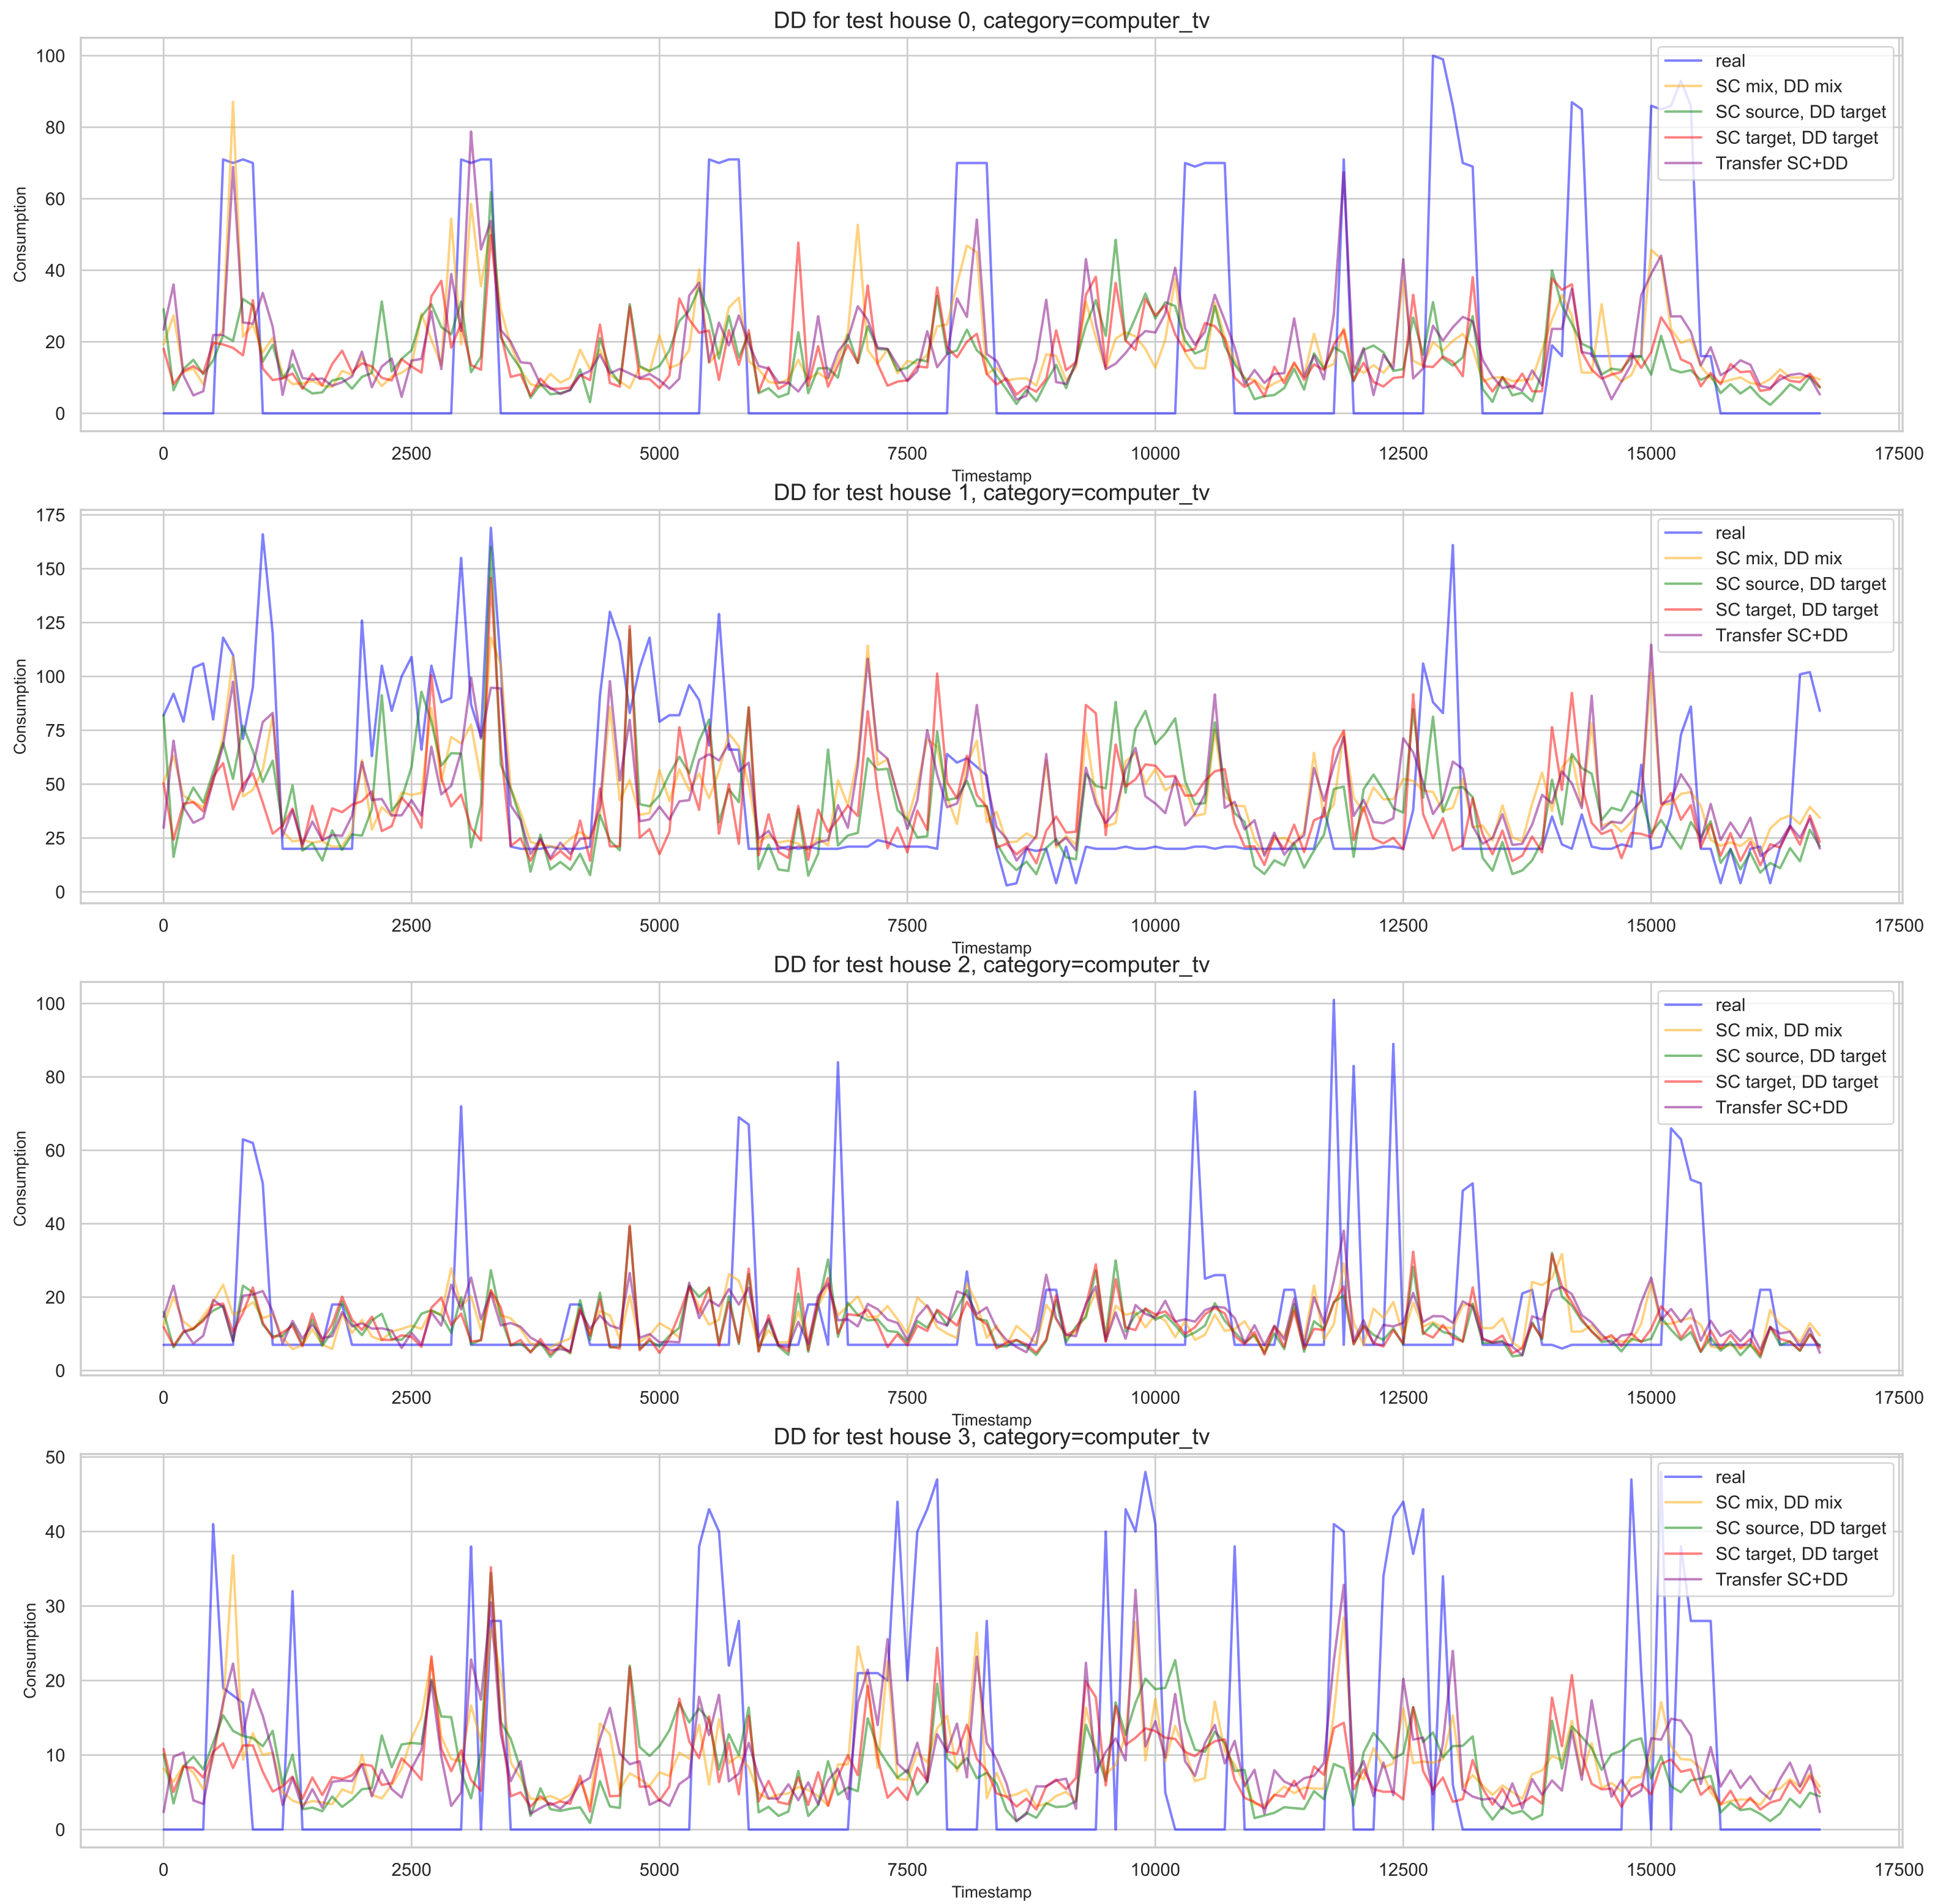 DD for test house 0, category=computer_tv
100
80
60
40
20
0
Consumption
real
SC mix, DD mix
SC source, DD target
SC target, DD target
Transfer SC+DD
0 2500 5000 7500 10000 12500 15000 17500
Timestamp
DD for test house 1, category=computer_tv
175
150
125
100
75
50
25
0
Consumption
real
SC mix, DD mix
SC source, DD target
SC target, DD target
Transfer SC+DD
0 2500 5000 7500 10000 12500 15000 17500
Timestamp
DD for test house 2, category=computer_tv
100
80
60
40
20
0
Consumption
real
SC mix, DD mix
SC source, DD target
SC target, DD target
Transfer SC+DD
0 2500 5000 7500 10000 12500 15000 17500
Timestamp
DD for test house 3, category=computer_tv
50
40
30
20
10
0
Consumption
real
SC mix, DD mix
SC source, DD target
SC target, DD target
Transfer SC+DD
0 2500 5000 7500 10000 12500 15000 17500
Timestamp